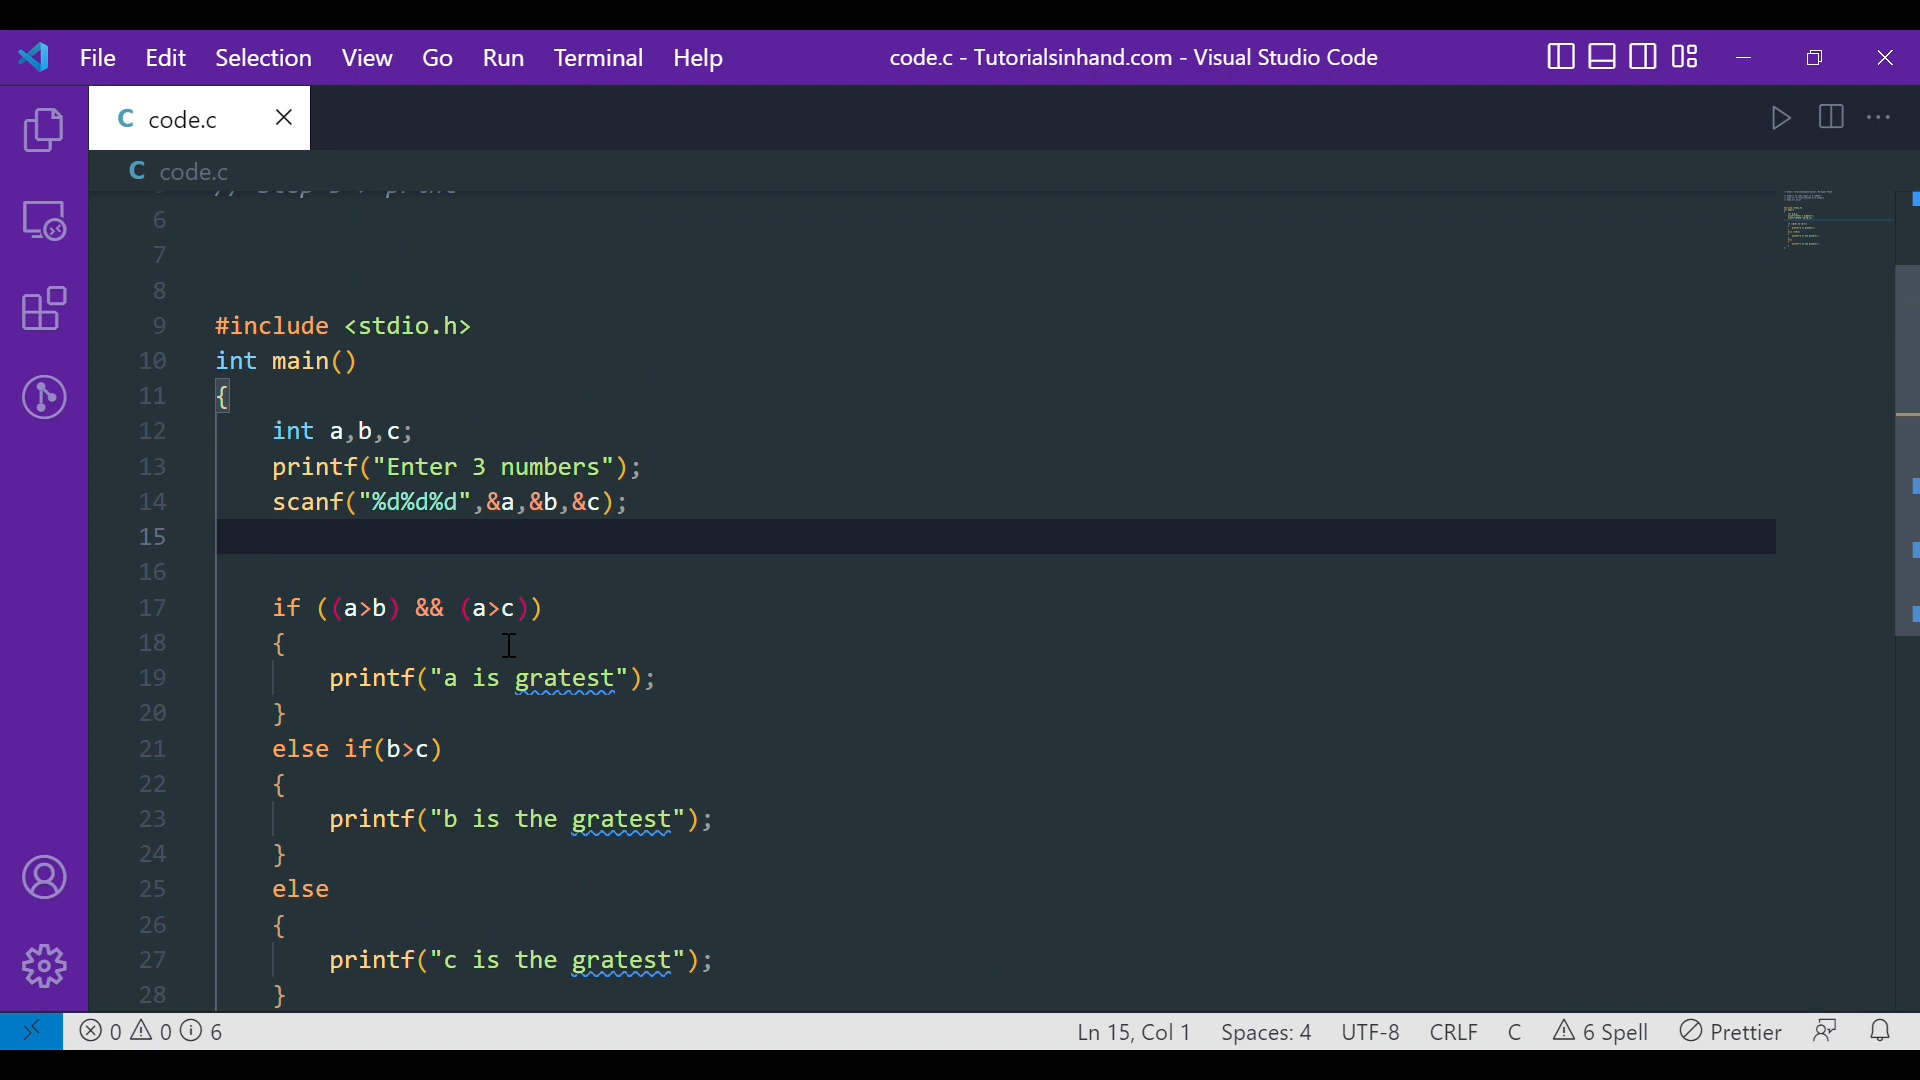 File Edit Selection View Go Run Terminal Help code.c - Tutorialsinhand.com - Visual Studio Code
C code.c
C code.c
6
7
8
9 #include <stdio.h>
10 int main()
11 {
12 int a,b,c;
13 printf("Enter 3 numbers");
14 scanf("%d%d%d",&a,&b,&c);
15
16
17 if ((a>b) && (a>c))
18 {
19 printf("a is gratest");
20 }
21 else if(b>c)
22 {
23 printf("b is the gratest");
24 }
25 else
26 {
27 printf("c is the gratest");
28 }
0 0 6 Ln 15, Col 1 Spaces: 4 UTF-8 CRLF C 6 Spell Prettier